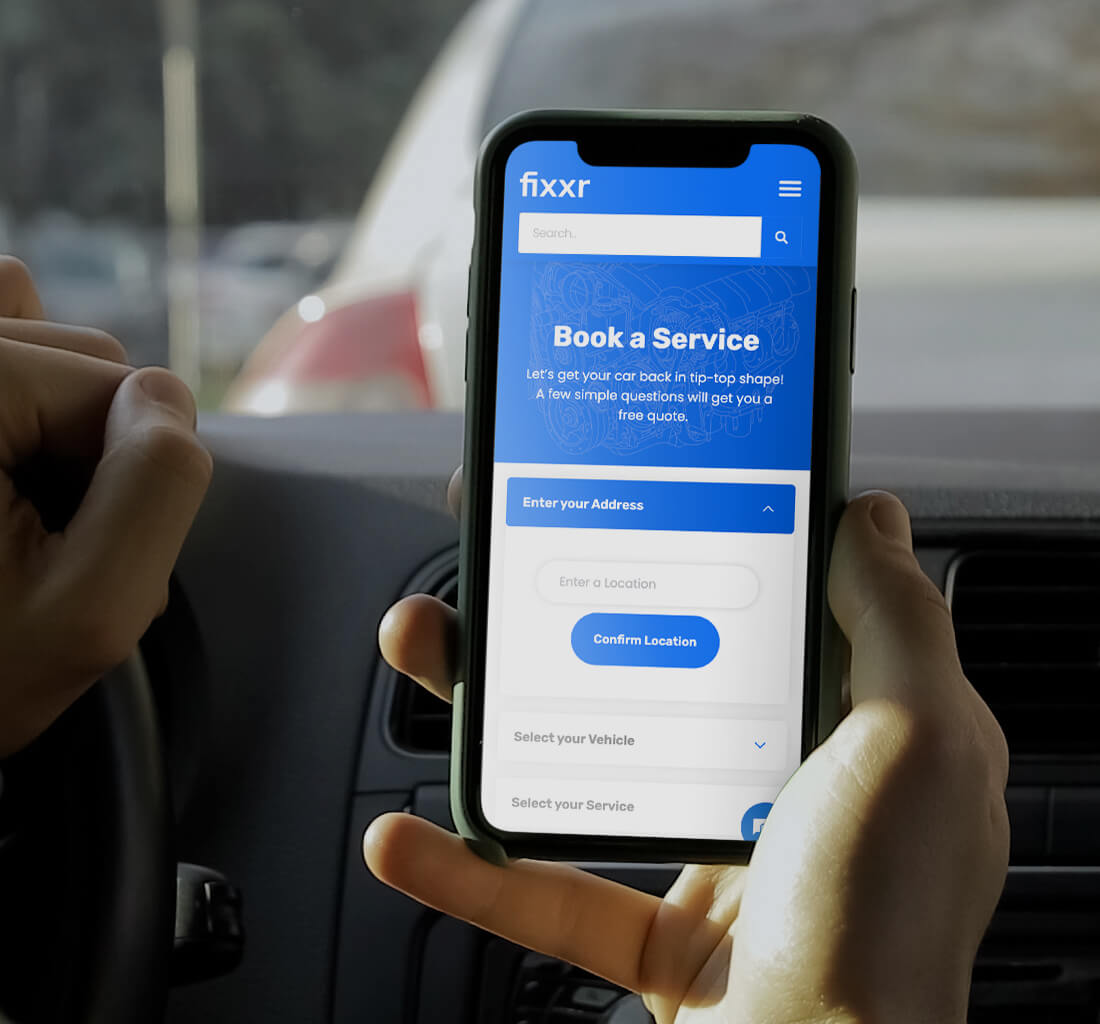 fixxr
Search..
Book a Service
Let's get your car back in tip-top shape!
A few simple questions will get you a
free quote.
Enter your Address
Enter a Location
Confirm Location
Select your Vehicle
Select your Service